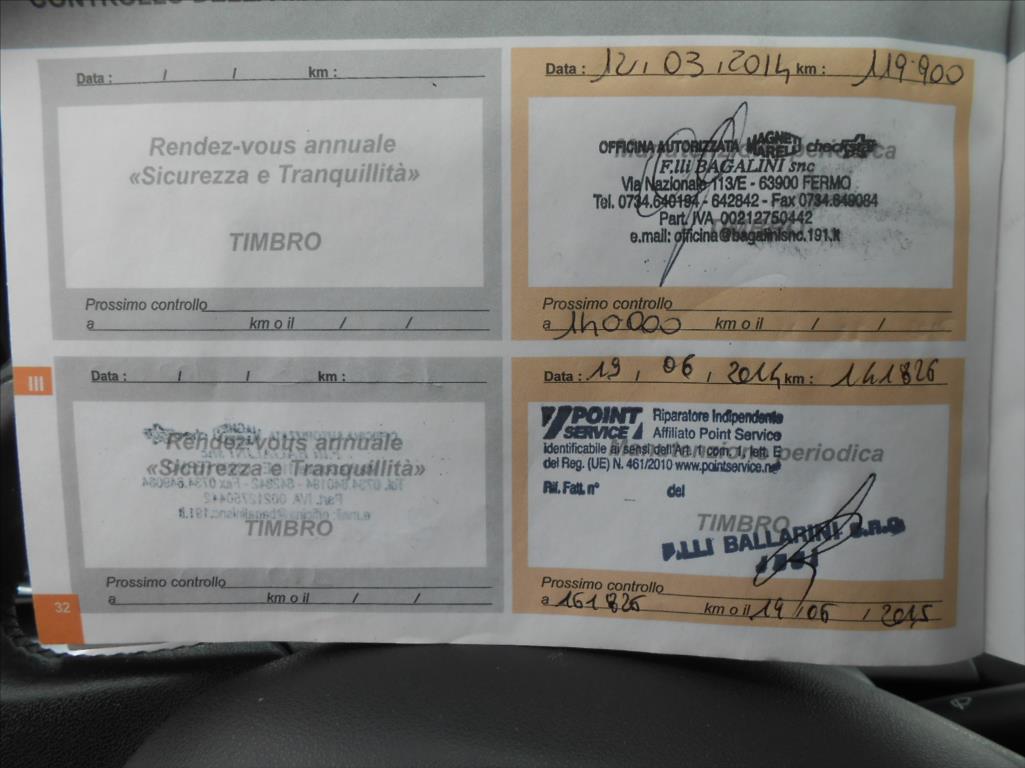 Data : / / km :
Rendez-vous annuale
«Sicurezza e Tranquillità»
TIMBRO
Prossimo controllo
a km o il / /
Data : 12 . 03 . 2014 km : 119.900
OFFICINA AUTORIZZATA MAGNETI MARELLI checkstar
F.lli BAGALINI snc
Via Nazionale 113/E - 63900 FERMO
Tel. 0734.640194 - 642842 - Fax 0734.649084
Part. IVA 00212750442
e.mail: officina@bagalinisnc.191.it
Prossimo controllo
a 140000 km o il / /
III
Data : / / km :
Rendez-vous annuale
«Sicurezza e Tranquillità»
TIMBRO
Prossimo controllo
a km o il / /
32
Data : 19 , 06 , 2014 km : 141826
POINT SERVICE
Riparatore Indipendente
Affiliato Point Service
identificabile ai sensi dell'Art. n. com. 1, lett. E
del Reg. (UE) N. 461/2010 www.pointservice.net
periodica
Rif. Fatt. n° del
TIMBRO
F.LLI BALLARINI S.n.c.
Prossimo controllo
a 161826 km o il 19 / 06 / 2015